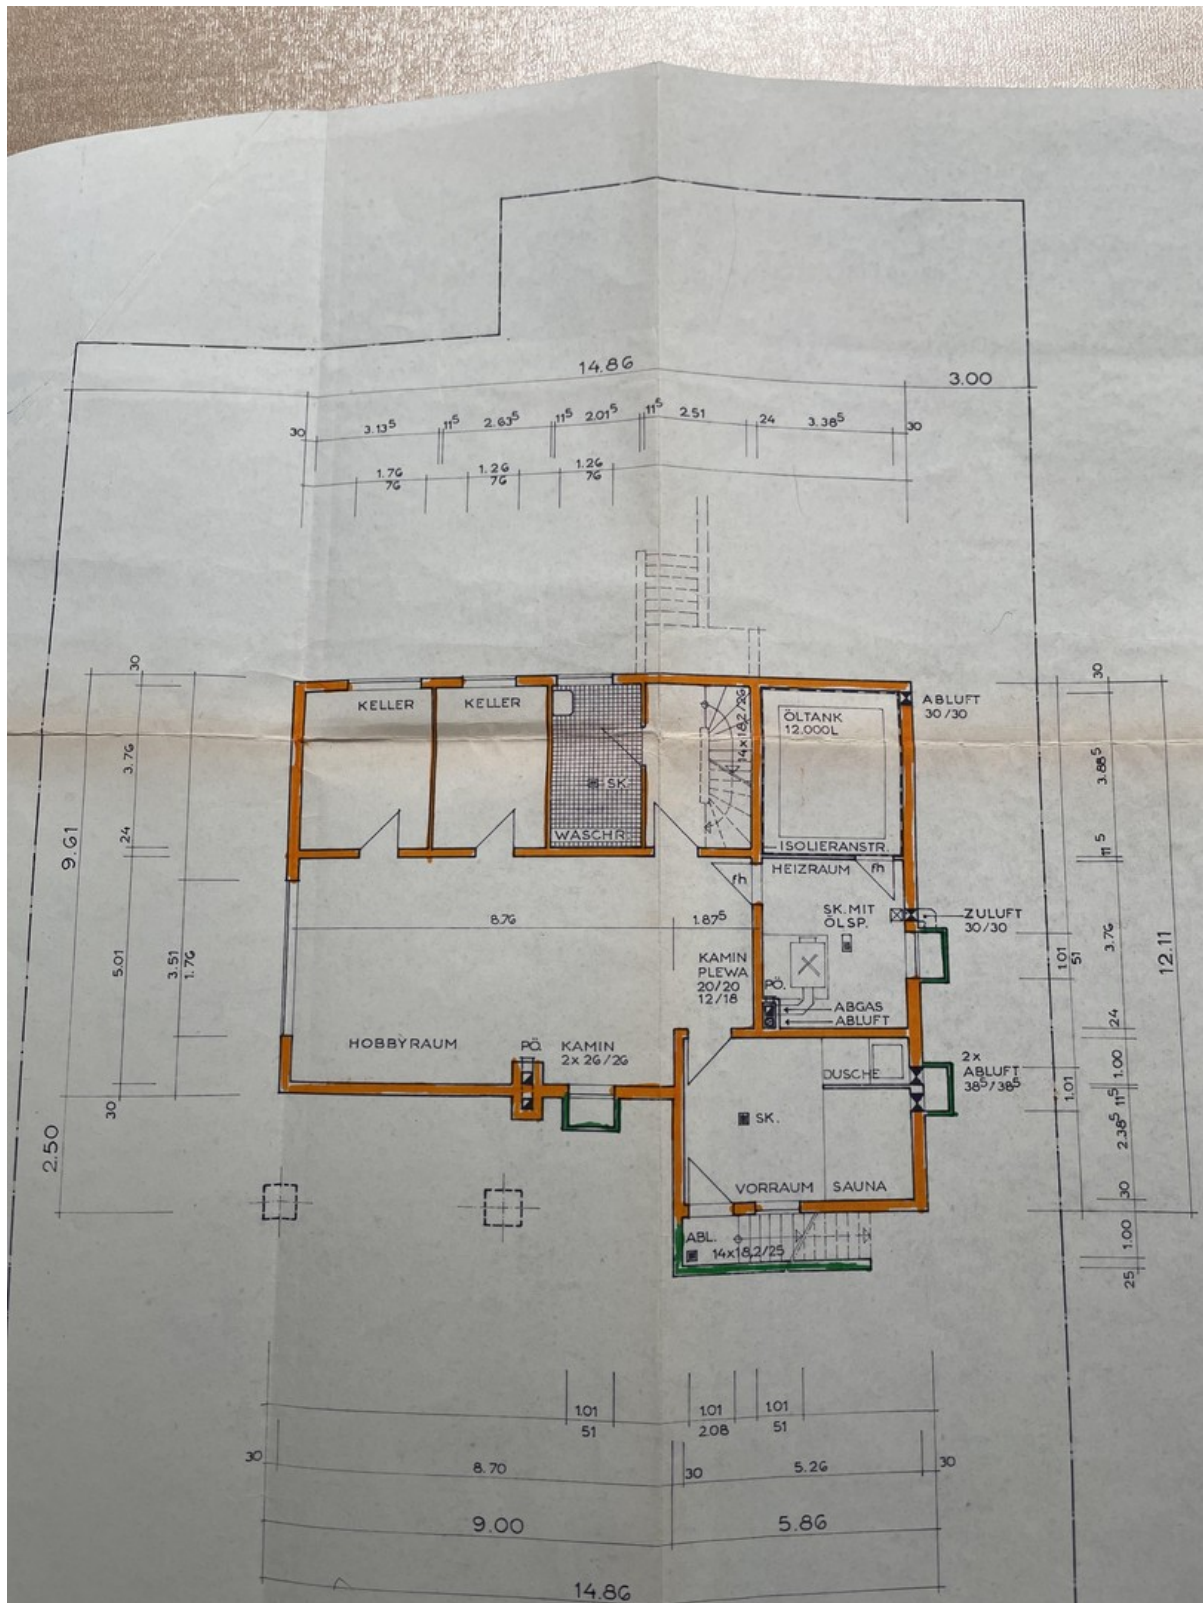 14.86
3.00
30 3.13⁵ 11⁵ 2.63⁵ 11⁵ 2.01⁵ 11⁵ 2.51 24 3.38⁵ 30
1.76 1.26 1.26
76 76 76
30
3.76
24
9.61
5.01
3.51
1.76
30
2.50
KELLER
KELLER
SK.
WASCHR.
14x18,2/26
ÖLTANK
12.000L
ISOLIERANSTR.
ABLUFT
30/30
fh
HEIZRAUM
fh
8.76
1.87⁵
SK. MIT
ÖLSP.
ZULUFT
30/30
KAMIN
PLEWA
20/20
12/18
PÖ.
ABGAS
ABLUFT
HOBBYRAUM
PÖ.
KAMIN
2x 26/26
DUSCHE
2x
ABLUFT
38⁵/38⁵
SK.
VORRAUM
SAUNA
ABL.
14x18,2/25
30
3.88⁵
11⁵
3.76
1.01
51
24
1.00
1.01
11⁵
2.38⁵
30
1.00
25
12.11
1.01 1.01 1.01
51 2.08 51
30 8.70 30 5.26 30
9.00 5.86
14.86